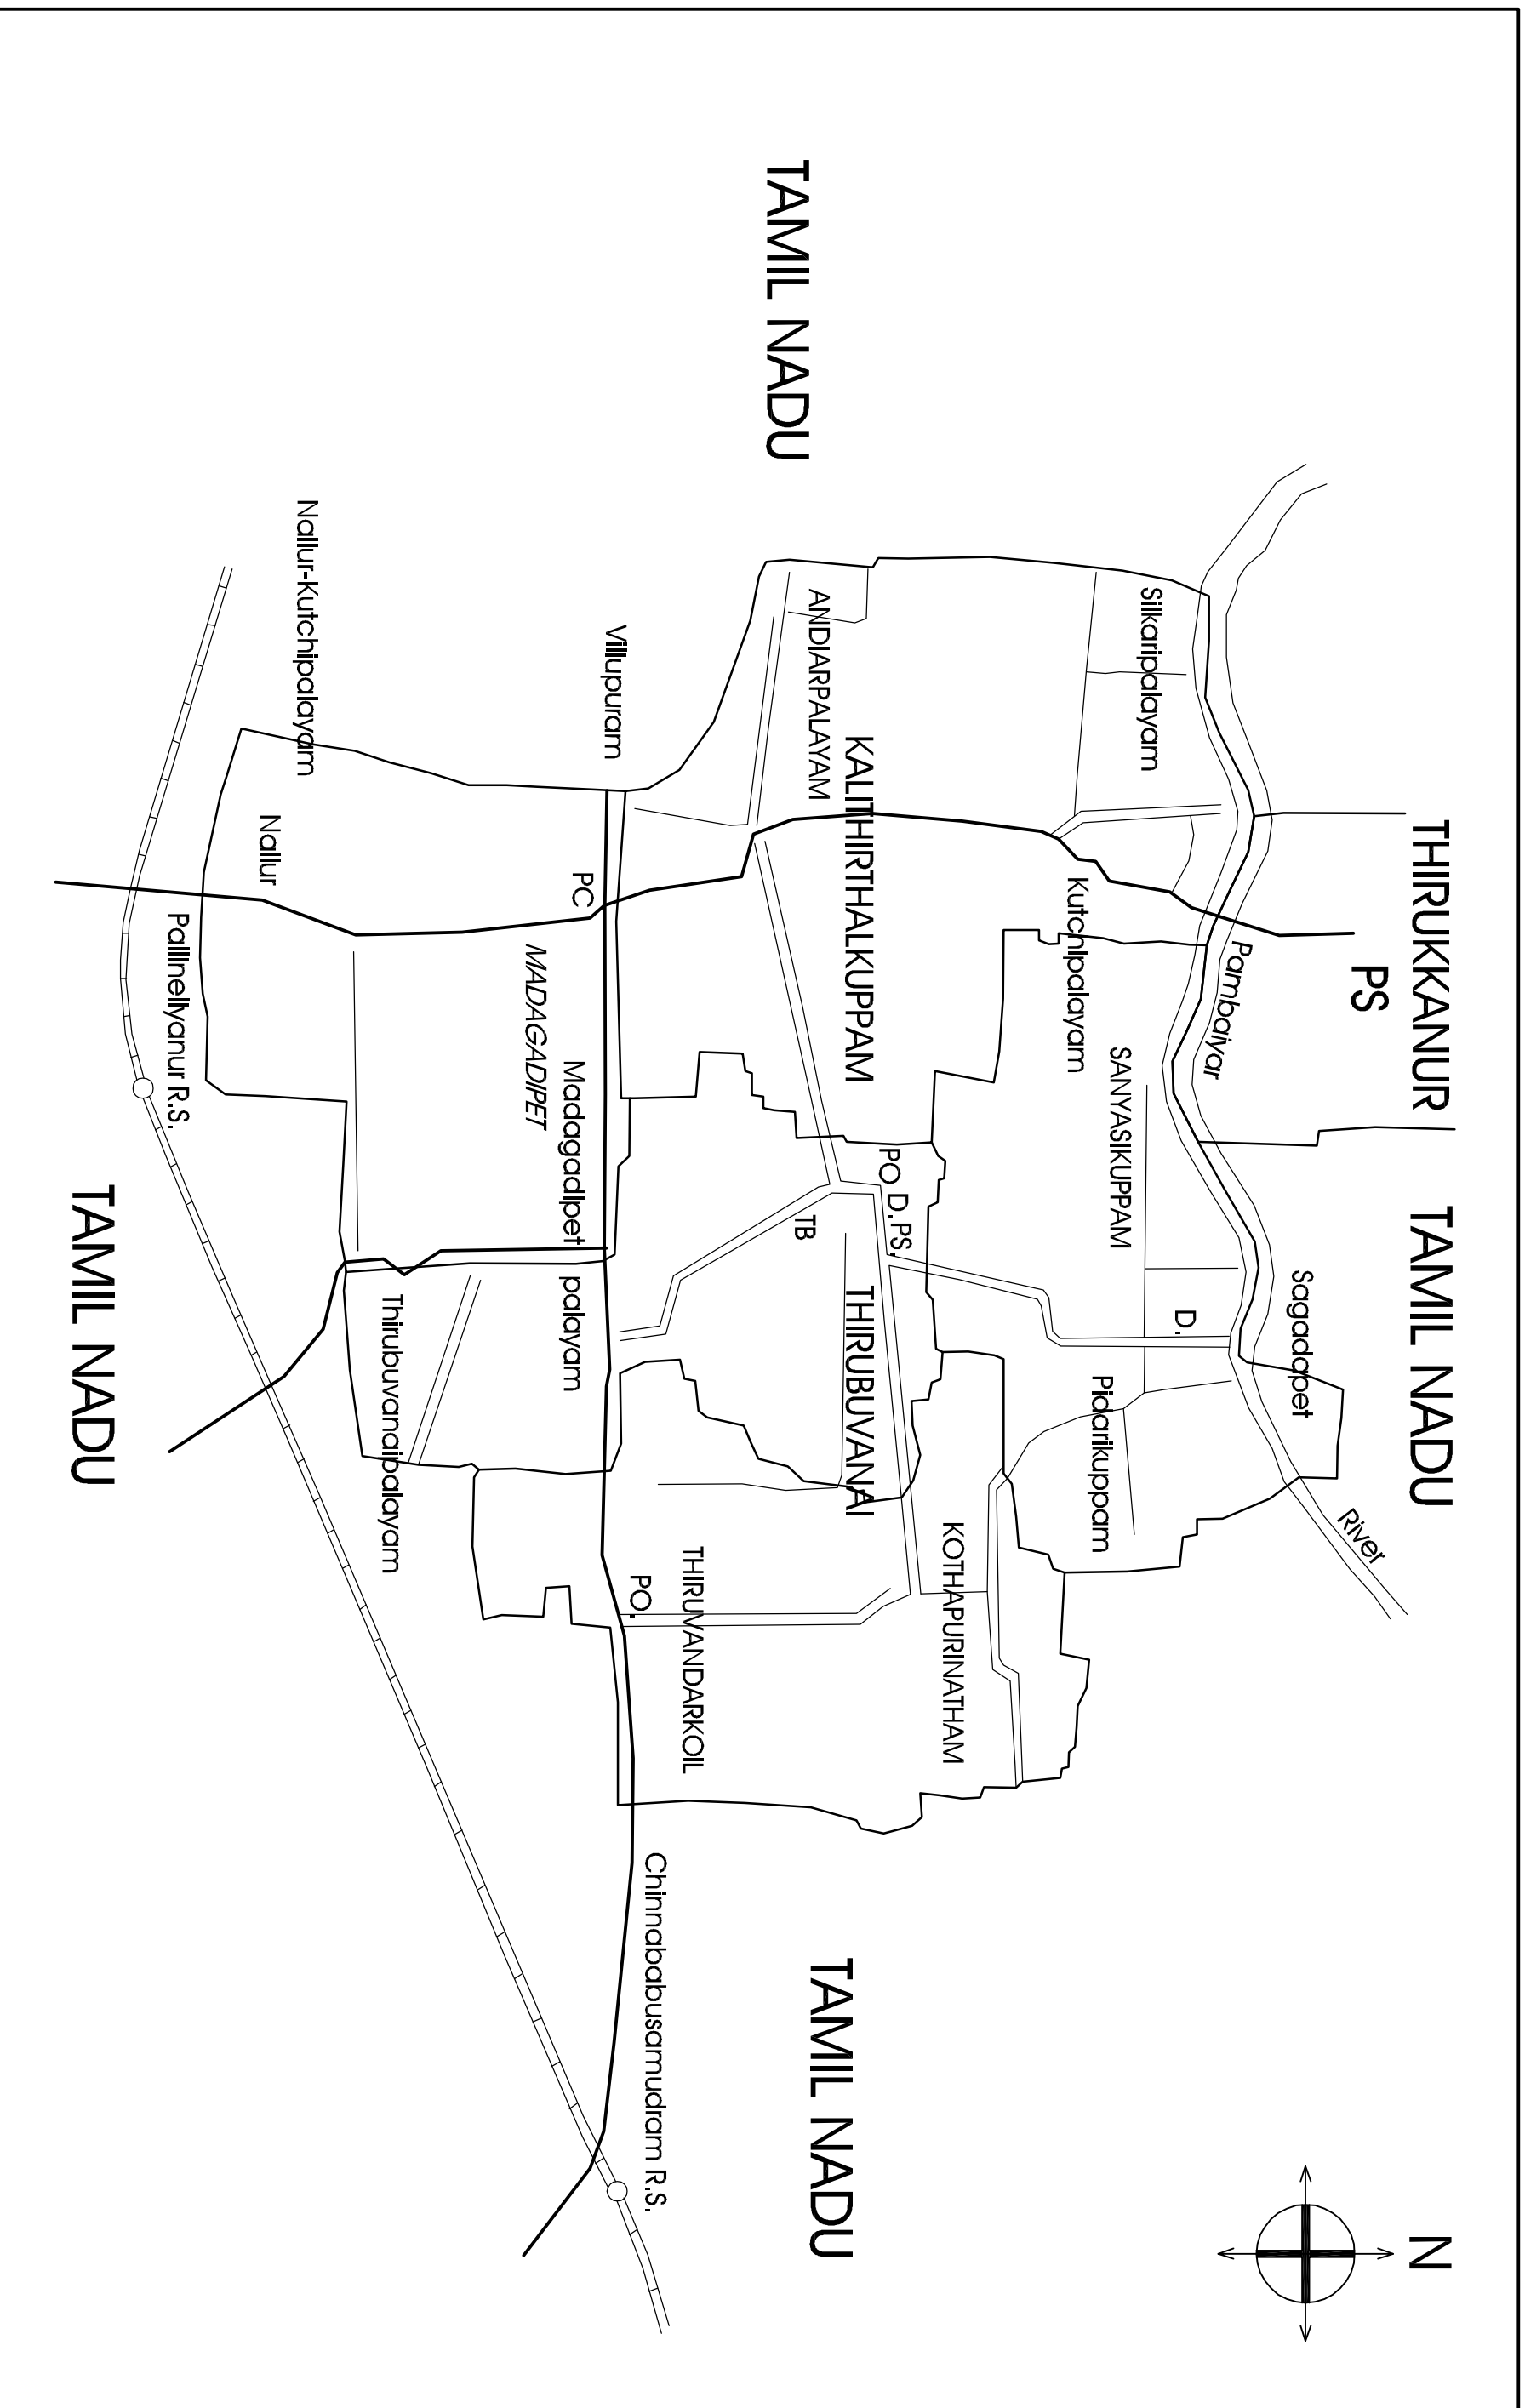 THIRUKKANUR
PS
TAMIL NADU
N
River
Sagadapet
Pambaiyar
D.
Silkaripalayam
SANYASIKUPPAM
Pidarikuppam
Kutchipalayam
KOTHAPURINATHAM
PO
D.
PS.
KALITHIRTHALKUPPAM
THIRUBUVANAI
TAMIL NADU
ANDIARPALAYAM
TB
TAMIL NADU
THIRUVANDARKOIL
Chinnababusamudram R.S.
PO.
Villupuram
PC
Madagadipet
palayam
MADAGADIPET
Thirubuvanaipalayam
Nallur-Kutchipalayam
Nallur
Pallinellyanur R.S.
TAMIL NADU